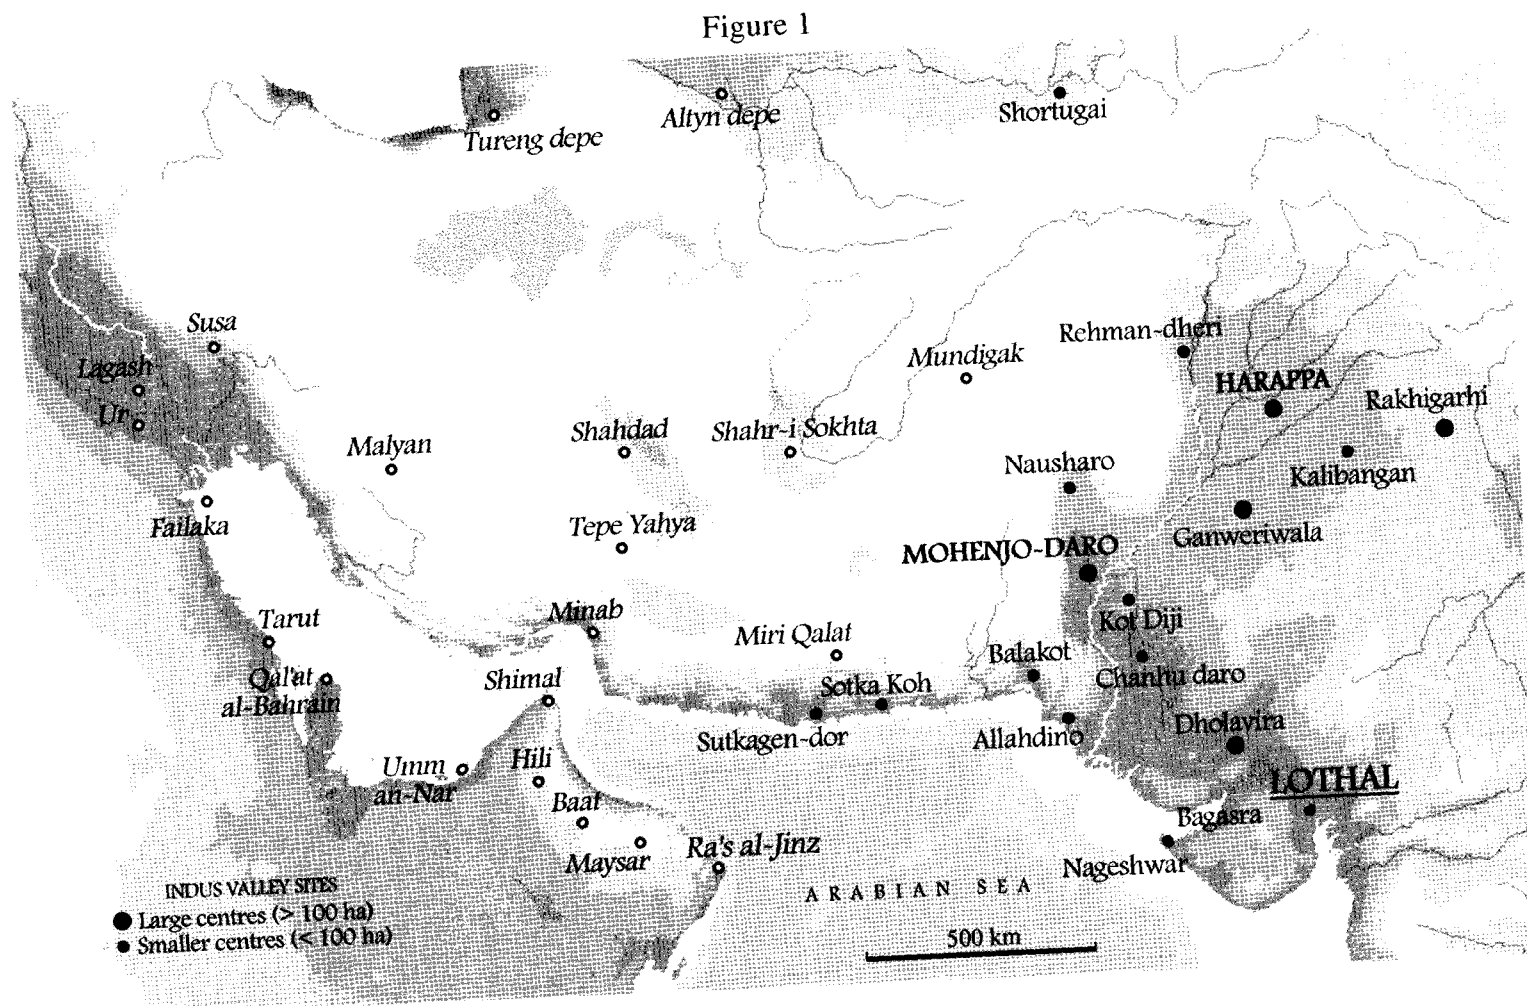 Figure 1
Tureng depe
Altyn depe
Shortugai
Susa
Lagash
Ur
Malyan
Failaka
Shahdad
Shahr-i Sokhta
Mundigak
Rehman-dheri
HARAPPA
Rakhigarhi
Kalibangan
Nausharo
Ganweriwala
Tepe Yahya
MOHENJO-DARO
Kot Diji
Tarut
Minab
Miri Qalat
Balakot
Chanhu daro
Qal'at
al-Bahrain
Shimal
Sotka Koh
Sutkagen-dor
Allahdino
Dholavira
Umm
an-Nar
Hili
LOTHAL
Baat
Bagasra
Maysar
Ra's al-Jinz
Nageshwar
ARABIAN SEA
INDUS VALLEY SITES
Large centres (> 100 ha)
Smaller centres (< 100 ha)
500 km